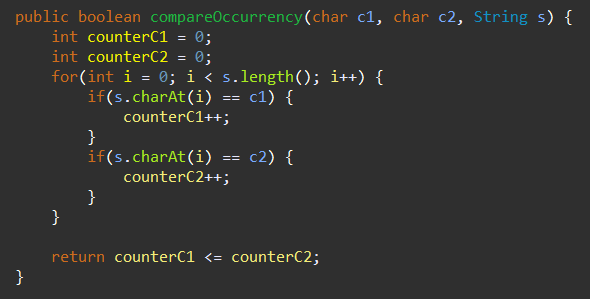 public boolean compareOccurrency(char c1, char c2, String s) {
    int counterC1 = 0;
    int counterC2 = 0;
    for(int i = 0; i < s.length(); i++) {
        if(s.charAt(i) == c1) {
            counterC1++;
        }
        if(s.charAt(i) == c2) {
            counterC2++;
        }
    }

    return counterC1 <= counterC2;
}